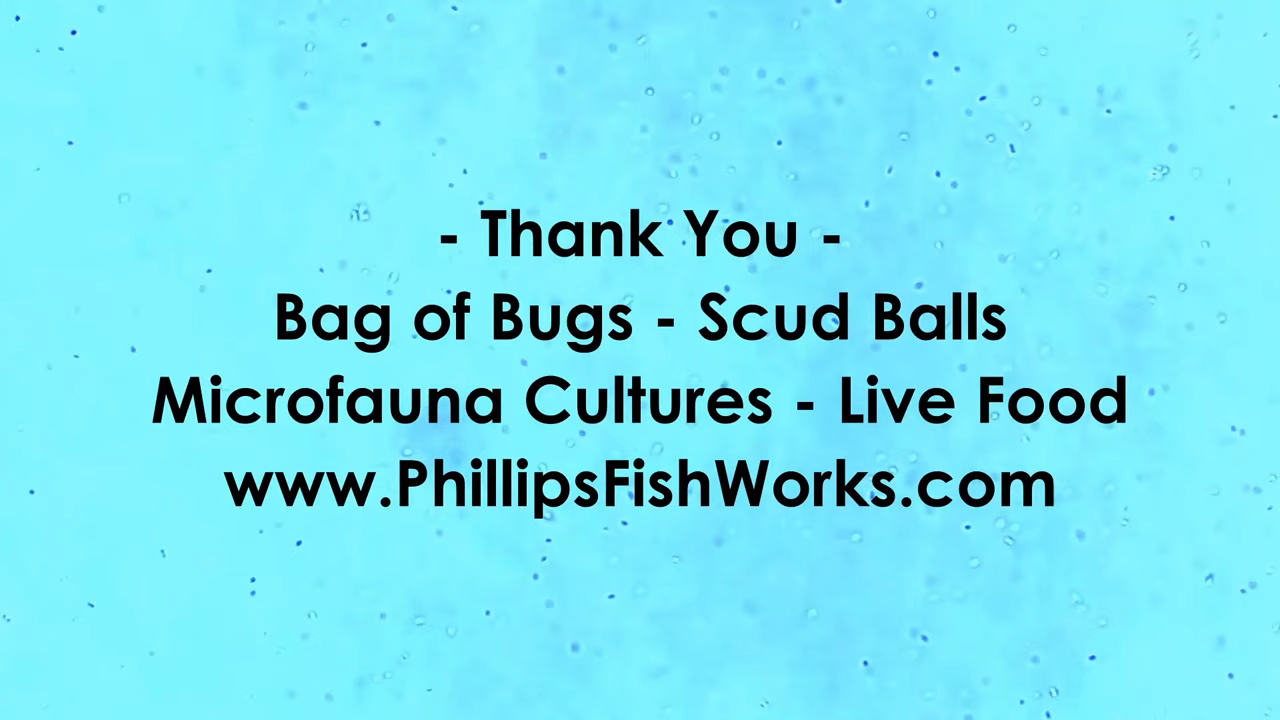 - Thank You -
Bag of Bugs - Scud Balls
Microfauna Cultures - Live Food
www.PhillipsFishWorks.com